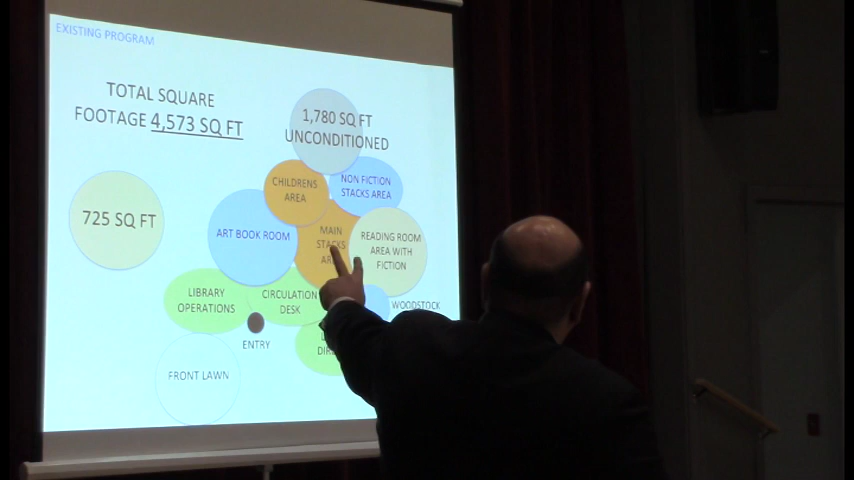 EXISTING PROGRAM
TOTAL SQUARE
FOOTAGE 4,573 SQ FT
1,780 SQ FT
UNCONDITIONED
CHILDRENS
AREA
NON FICTION
STACKS AREA
725 SQ FT
ART BOOK ROOM
MAIN
STACKS
READING ROOM
AREA WITH
FICTION
LIBRARY
OPERATIONS
CIRCULATION
DESK
WOODSTOCK
ENTRY
FRONT LAWN